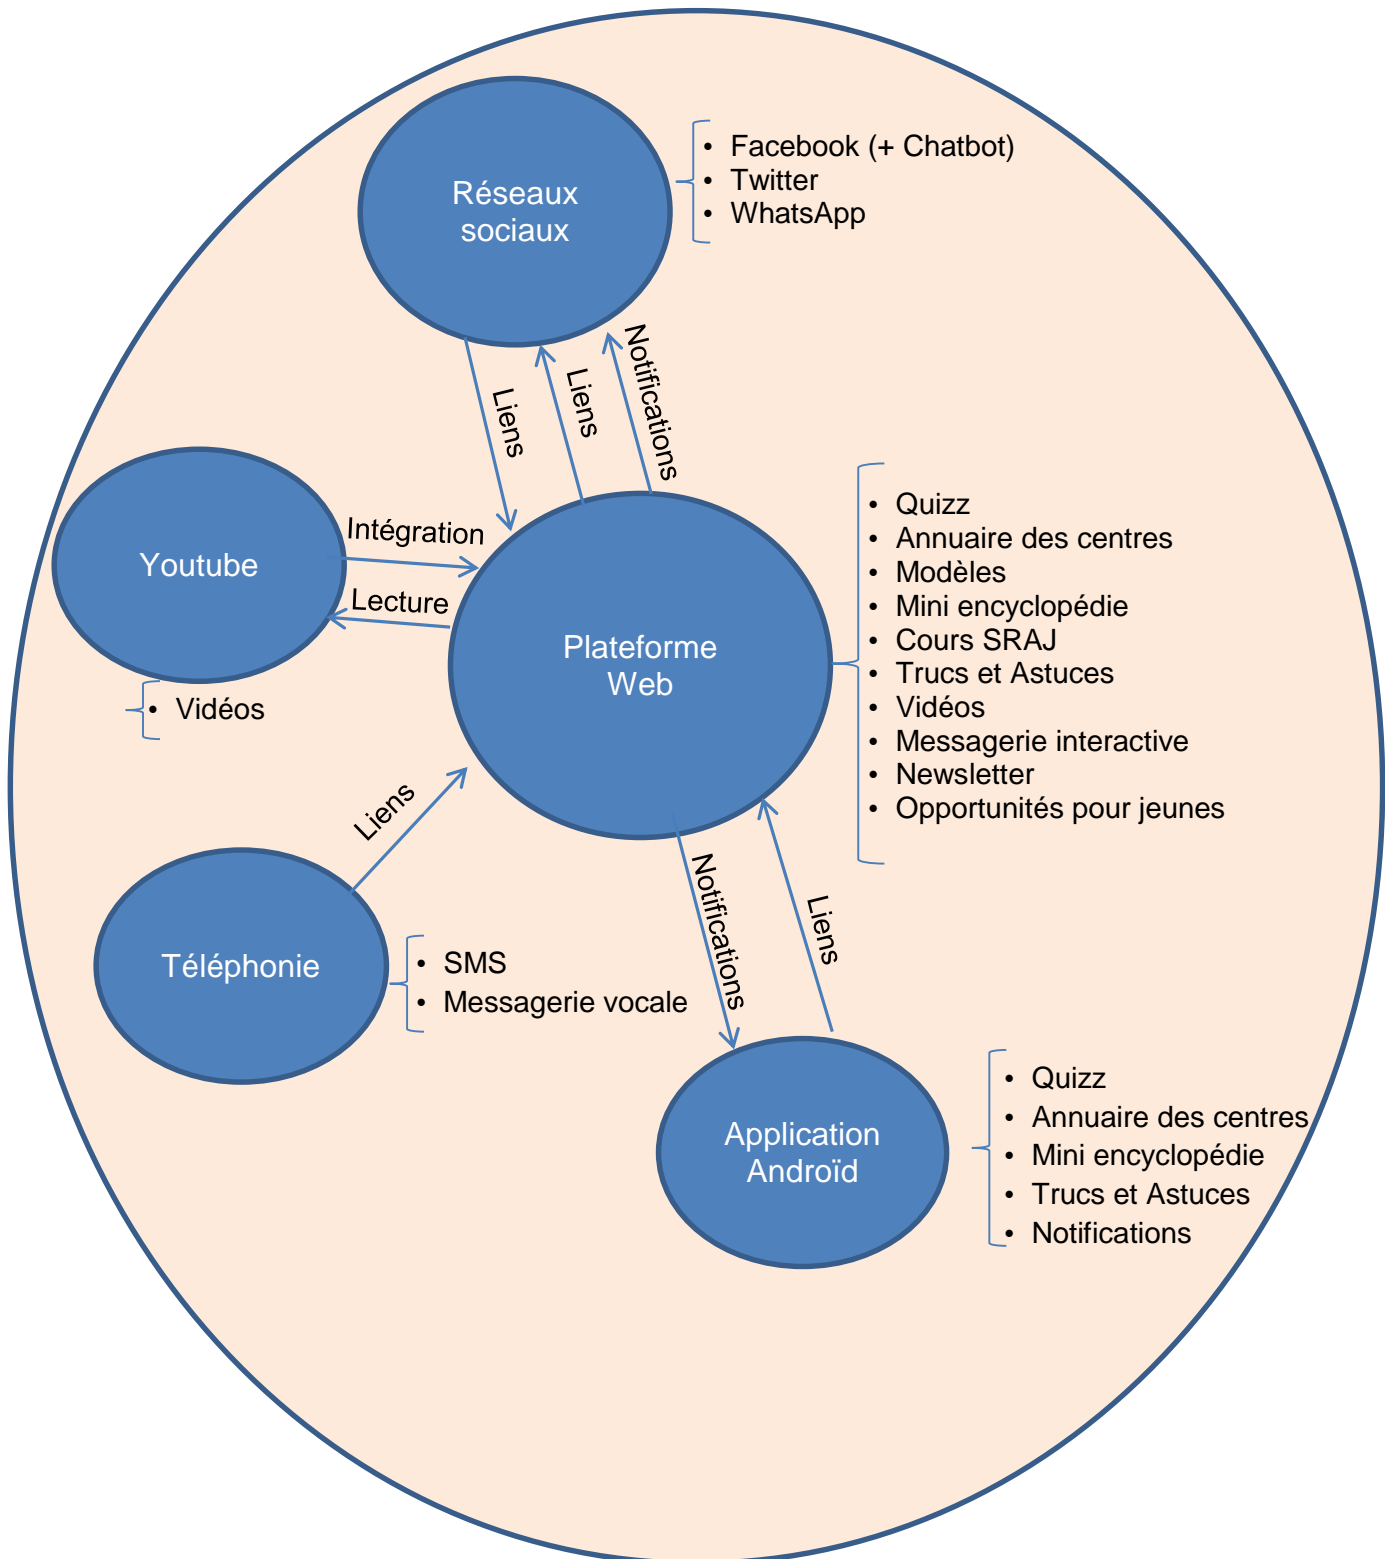 Réseaux
sociaux
• Facebook (+ Chatbot)
• Twitter
• WhatsApp
Liens
Liens
Notifications
Youtube
Intégration
Lecture
• Vidéos
Plateforme
Web
• Quizz
• Annuaire des centres
• Modèles
• Mini encyclopédie
• Cours SRAJ
• Trucs et Astuces
• Vidéos
• Messagerie interactive
• Newsletter
• Opportunités pour jeunes
Liens
Téléphonie
• SMS
• Messagerie vocale
Notifications
Liens
Application
Androïd
• Quizz
• Annuaire des centres
• Mini encyclopédie
• Trucs et Astuces
• Notifications